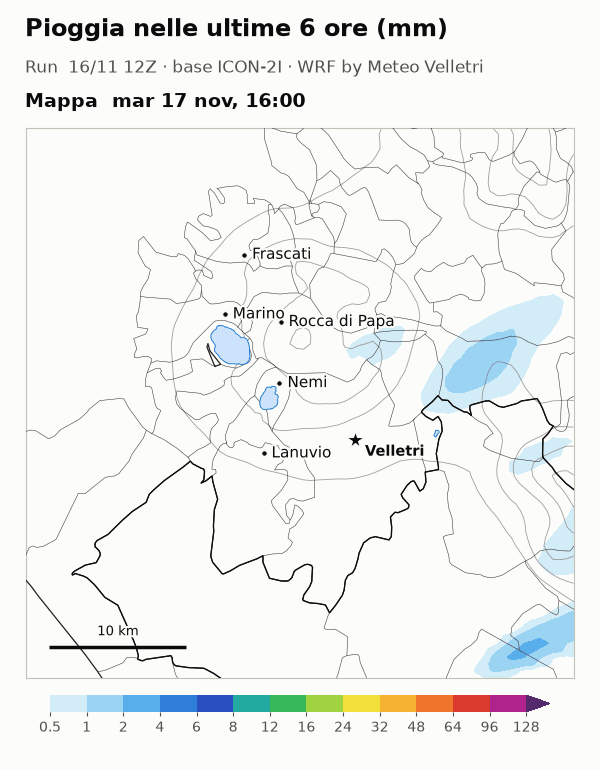 Pioggia nelle ultime 6 ore (mm)
Run  16/11 12Z · base ICON-2I · WRF by Meteo Velletri
Mappa  mar 17 nov, 16:00
Frascati
Marino
Rocca di Papa
Nemi
Velletri
Lanuvio
10 km
0.5 1 2 4 6 8 12 16 24 32 48 64 96 128